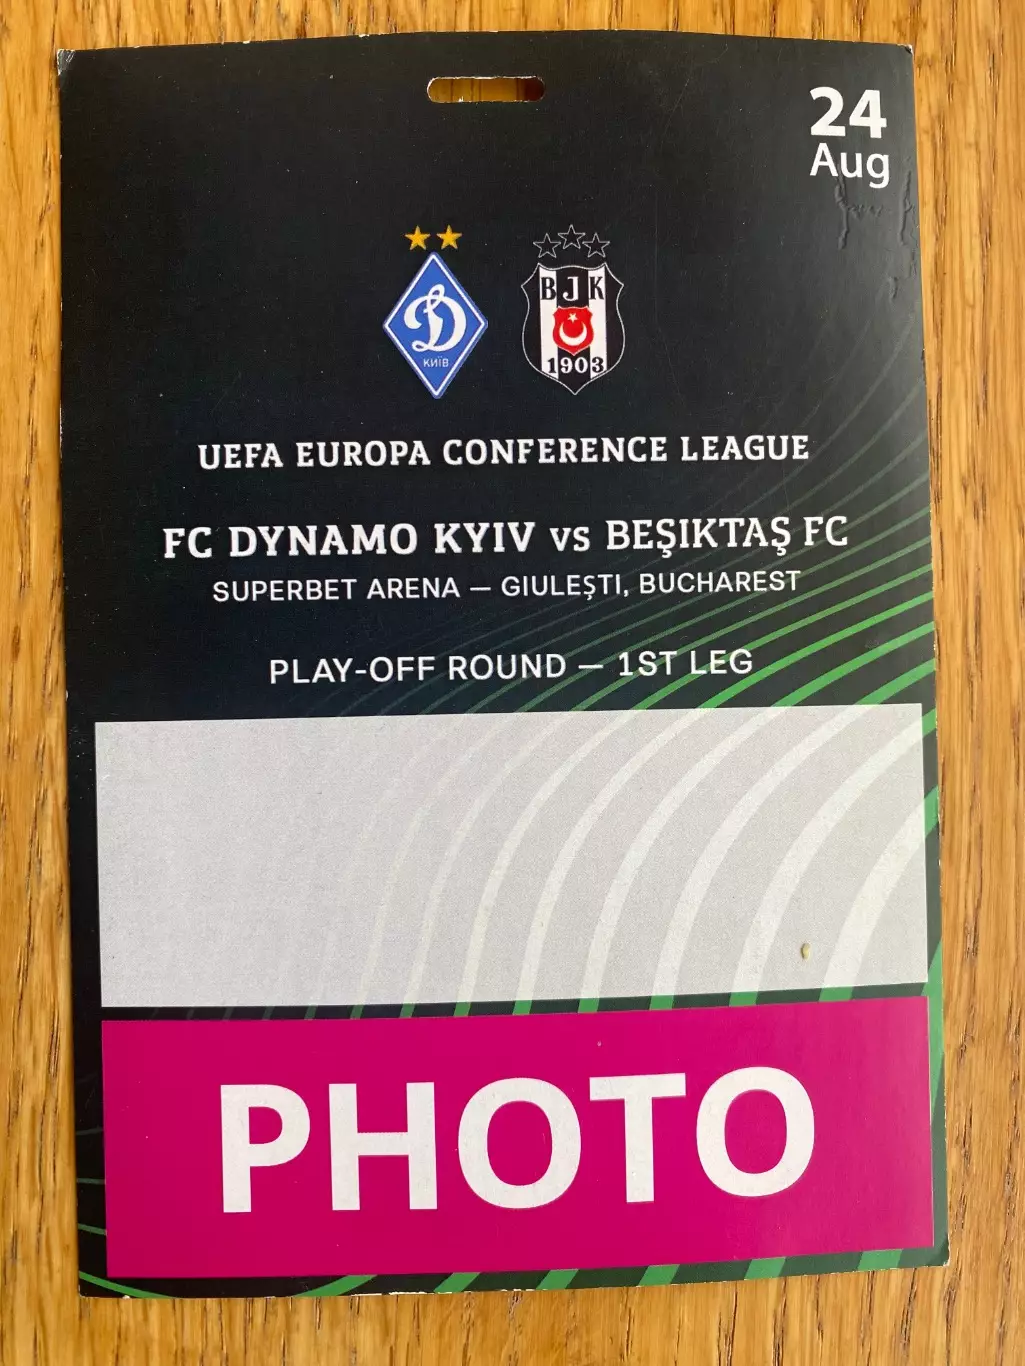 24
Aug
КИЇВ
BJK
1903
UEFA EUROPA CONFERENCE LEAGUE
FC DYNAMO KYIV vs BEŞIKTAŞ FC
SUPERBET ARENA – GIULEŞTI, BUCHAREST
PLAY-OFF ROUND – 1ST LEG
PHOTO